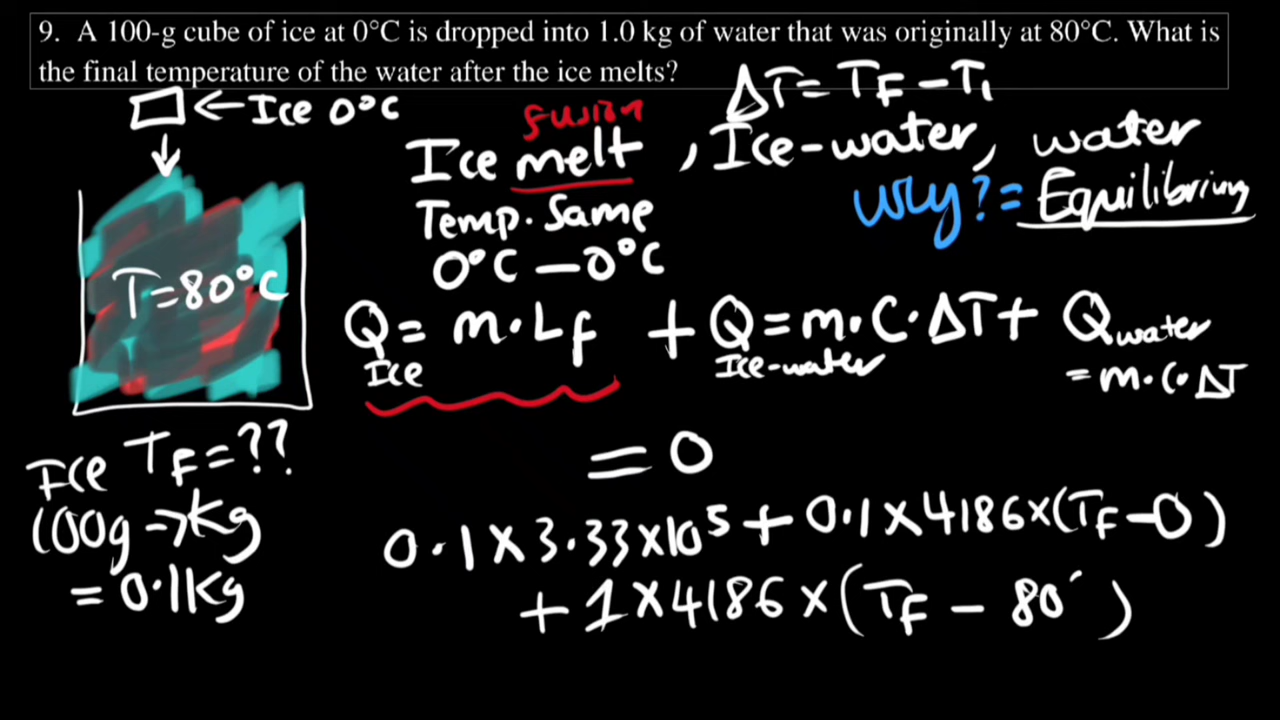 9. A 100-g cube of ice at 0°C is dropped into 1.0 kg of water that was originally at 80°C. What is
the final temperature of the water after the ice melts?
ΔT = TF - T1
← Ice 0°C
fusion
Ice melt, Ice-water, water
why? = Equilibrium
Temp. Same
0°C - 0°C
T=80°C
Q = m·Lf + Q = m·C·ΔT + Q water
Ice Ice-water = m·C·ΔT
= 0
Ice TF = ??
100g → kg
= 0.1kg
0.1 × 3.33 × 10⁵ + 0.1 × 4186 × (TF - 0)
+ 1 × 4186 × (TF - 80°)